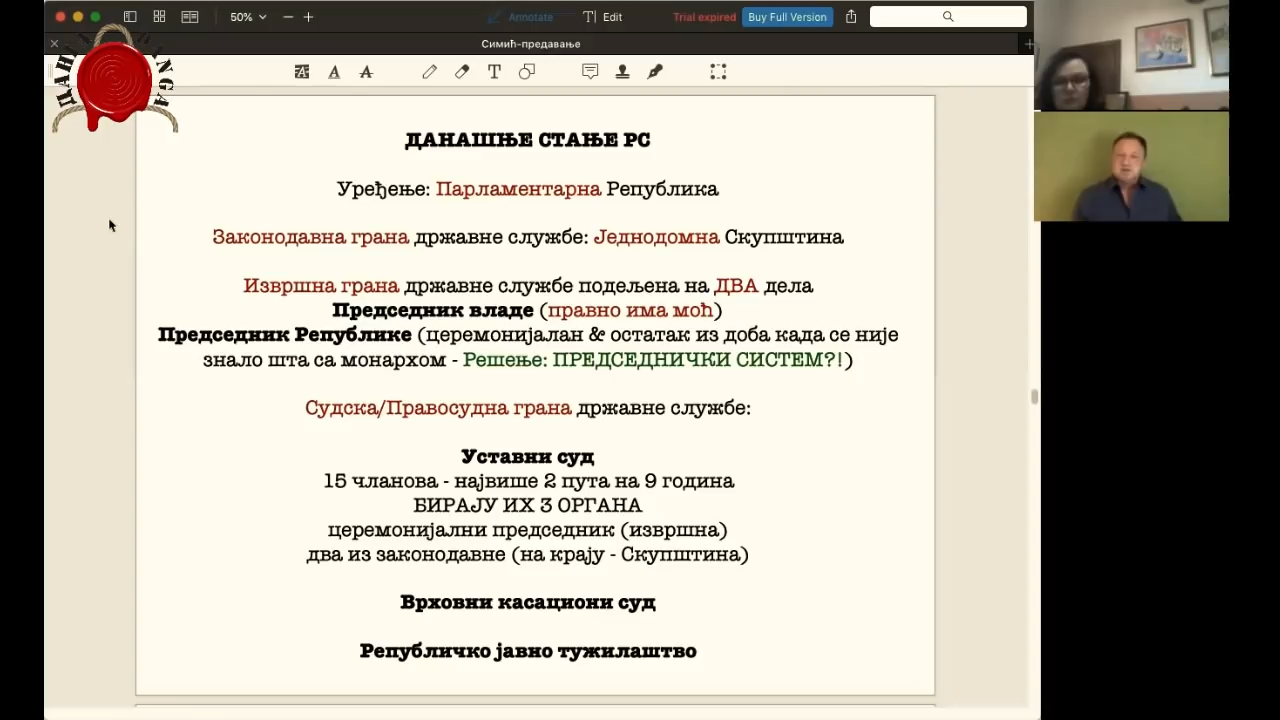 50%
Annotate
Edit
Trial expired
Buy Full Version
Симић-предавање
ДАНАШЊЕ СТАЊЕ РС
Уређење: Парламентарна Република
Законодавна грана државне службе: Једнодомна Скупштина
Извршна грана државне службе подељена на ДВА дела
Председник владе (правно има моћ)
Председник Републике (церемонијалан & остатак из доба када се није
знало шта са монархом - Решење: ПРЕДСЕДНИЧКИ СИСТЕМ?!)
Судска/Правосудна грана државне службе:
Уставни суд
15 чланова - највише 2 пута на 9 година
БИРАЈУ ИХ 3 ОРГАНА
церемонијални председник (извршна)
два из законодавне (на крају - Скупштина)
Врховни касациони суд
Републичко јавно тужилаштво